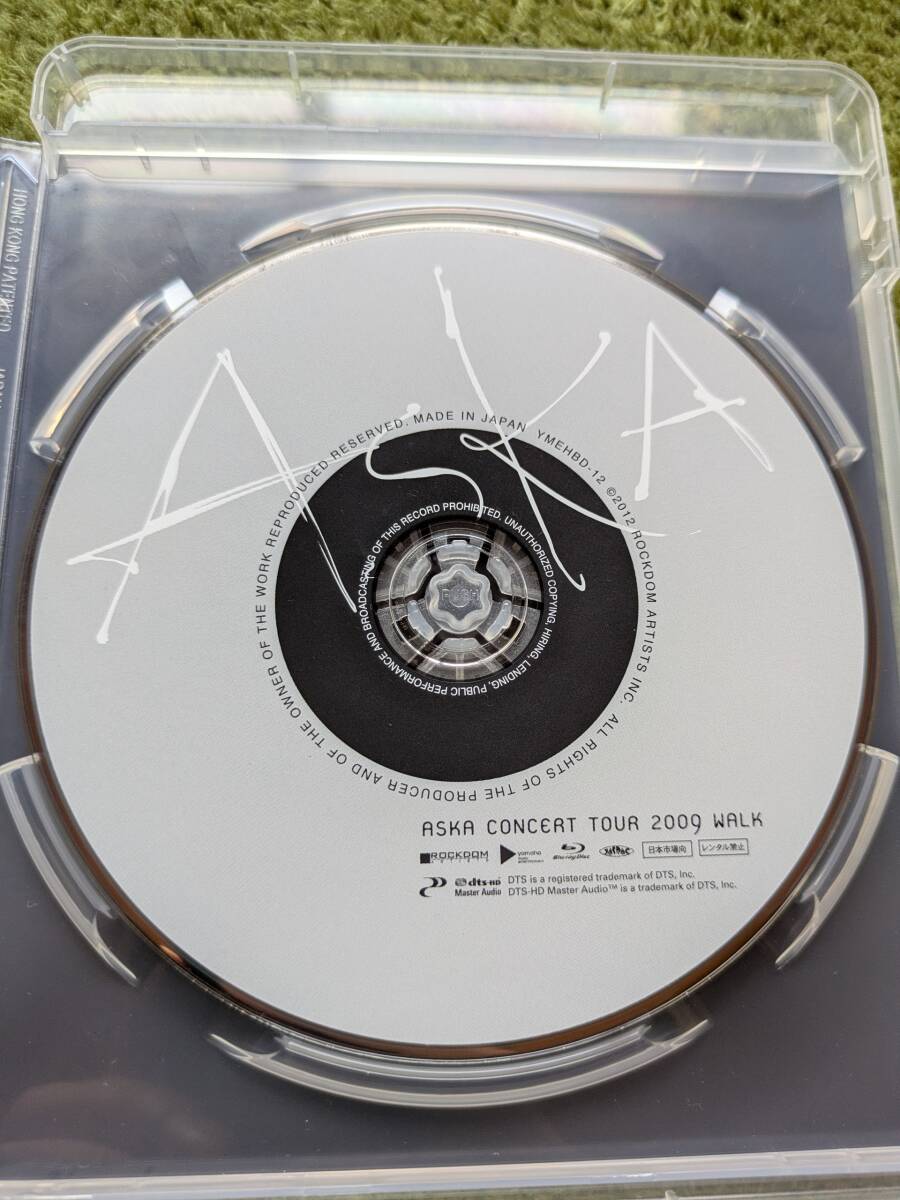 ASKA
©2012 ROCKDOM ARTISTS INC. ALL RIGHTS OF THE PRODUCER AND OF THE OWNER OF THE WORK REPRODUCED RESERVED. MADE IN JAPAN YMEHBD-12
UNAUTHORIZED COPYING, HIRING, LENDING, PUBLIC PERFORMANCE AND BROADCASTING OF THIS RECORD PROHIBITED.
PUSH
ASKA CONCERT TOUR 2009 WALK
ROCKDOM yamaha Blu-ray Disc 日本市場向 レンタル禁止
dts-HD Master Audio
DTS is a registered trademark of DTS, Inc.
DTS-HD Master Audio™ is a trademark of DTS, Inc.
HONG KONG PATENTED